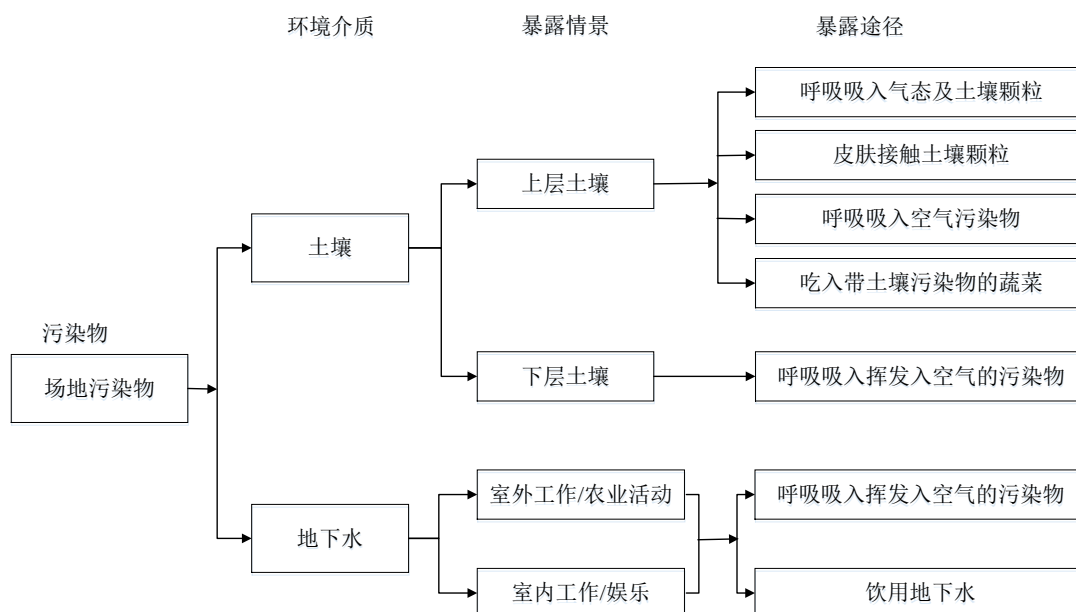 环境介质
暴露情景
暴露途径
呼吸吸入气态及土壤颗粒
皮肤接触土壤颗粒
上层土壤
呼吸吸入空气污染物
土壤
吃入带土壤污染物的蔬菜
污染物
场地污染物
下层土壤
呼吸吸入挥发入空气的污染物
室外工作/农业活动
呼吸吸入挥发入空气的污染物
地下水
室内工作/娱乐
饮用地下水